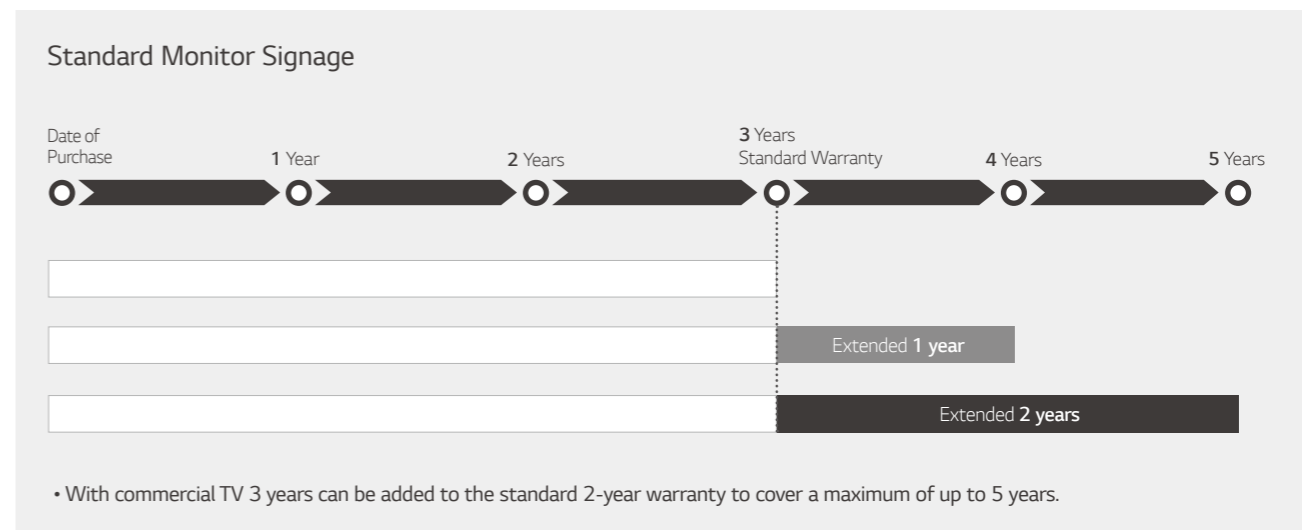 Standard Monitor Signage
Date of
Purchase
1 Year
2 Years
3 Years
Standard Warranty
4 Years
5 Years
Extended 1 year
Extended 2 years
• With commercial TV 3 years can be added to the standard 2-year warranty to cover a maximum of up to 5 years.